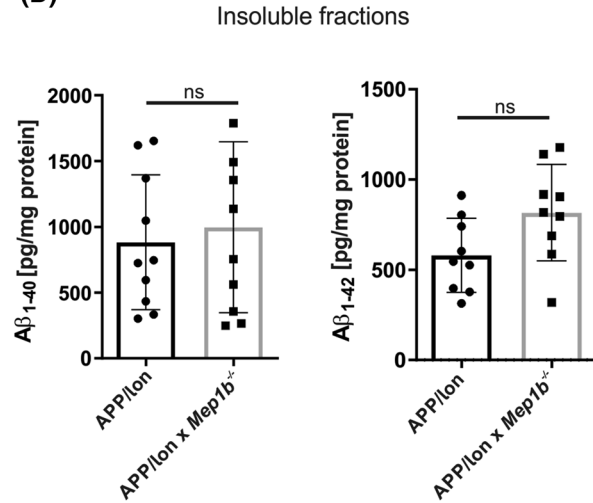 (B)
Insoluble fractions
Aβ1-40 [pg/mg protein]
2000
1500
1000
500
0
ns
APP/lon
APP/lon x Mep1b-/-
Aβ1-42 [pg/mg protein]
1500
1000
500
0
ns
APP/lon
APP/lon x Mep1b-/-